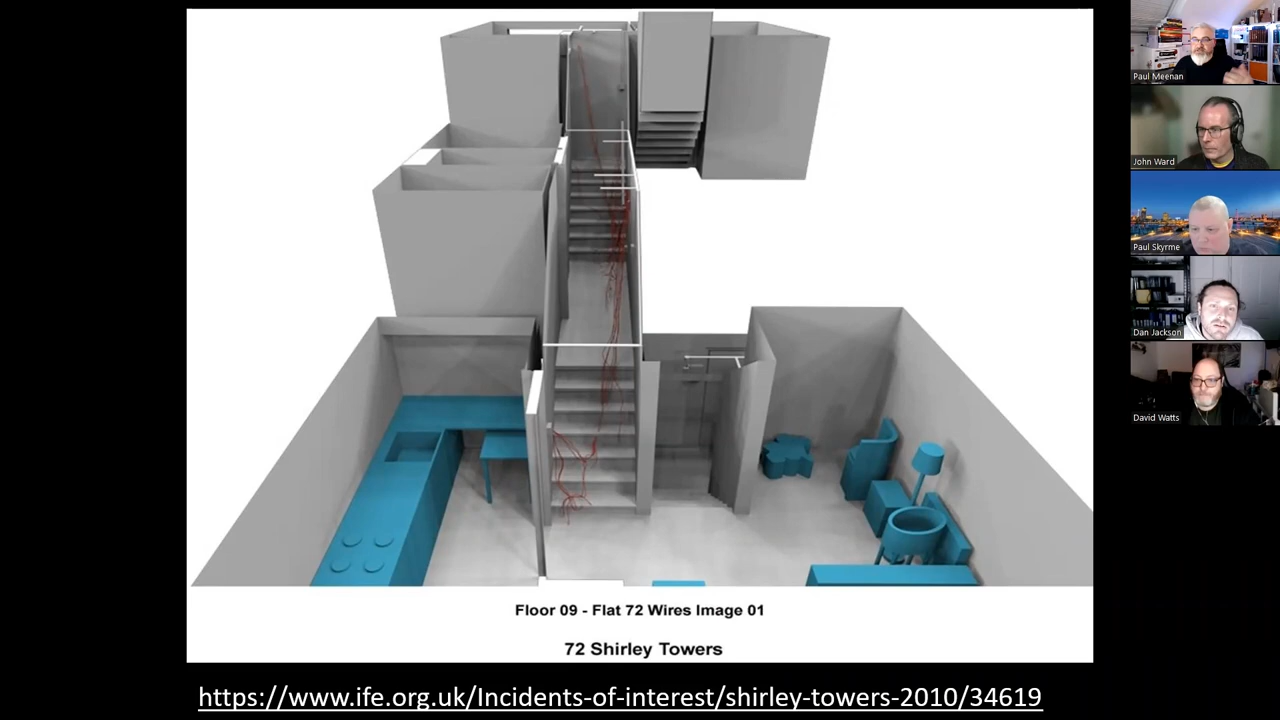 Floor 09 - Flat 72 Wires Image 01
72 Shirley Towers
https://www.ife.org.uk/Incidents-of-interest/shirley-towers-2010/34619
Paul Meenan
John Ward
Paul Skyrme
Dan Jackson
David Watts